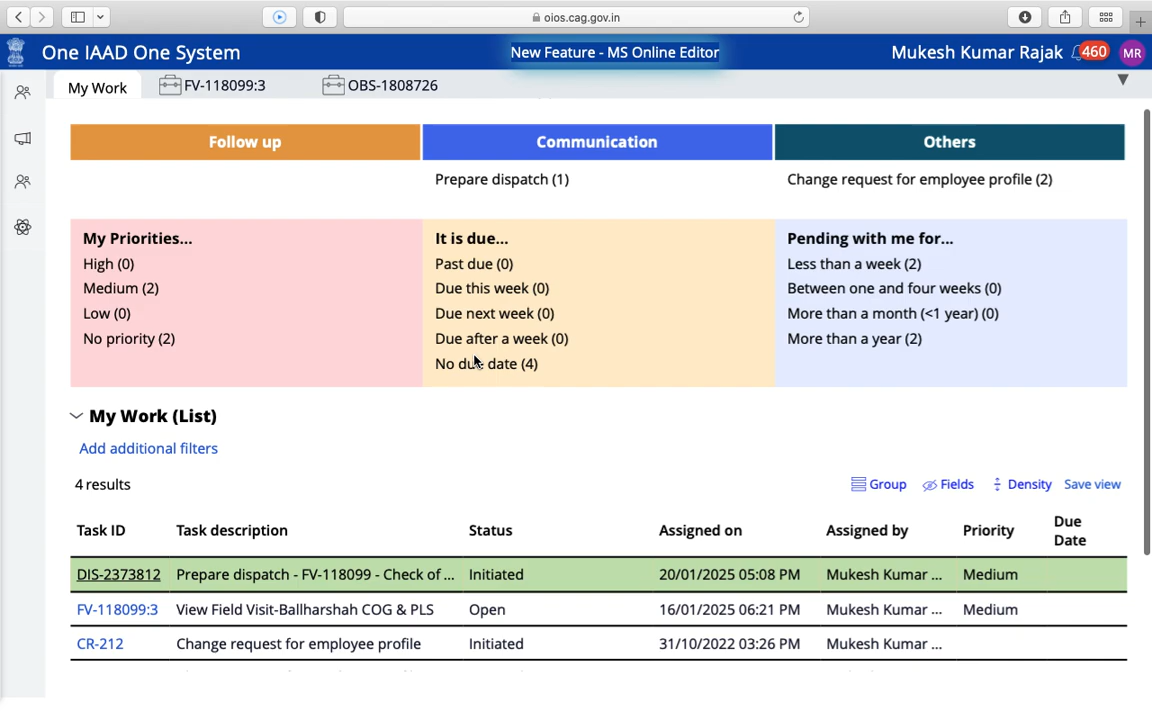 oios.cag.gov.in
One IAAD One System
New Feature - MS Online Editor
Mukesh Kumar Rajak
460
MR
My Work
FV-118099:3
OBS-1808726
Follow up
Communication
Others
Prepare dispatch (1)
Change request for employee profile (2)
My Priorities...
High (0)
Medium (2)
Low (0)
No priority (2)
It is due...
Past due (0)
Due this week (0)
Due next week (0)
Due after a week (0)
No due date (4)
Pending with me for...
Less than a week (2)
Between one and four weeks (0)
More than a month (<1 year) (0)
More than a year (2)
My Work (List)
Add additional filters
4 results
Group
Fields
Density
Save view
Task ID Task description Status Assigned on Assigned by Priority Due Date
DIS-2373812 Prepare dispatch - FV-118099 - Check of ... Initiated 20/01/2025 05:08 PM Mukesh Kumar ... Medium
FV-118099:3 View Field Visit-Ballharshah COG & PLS Open 16/01/2025 06:21 PM Mukesh Kumar ... Medium
CR-212 Change request for employee profile Initiated 31/10/2022 03:26 PM Mukesh Kumar ...